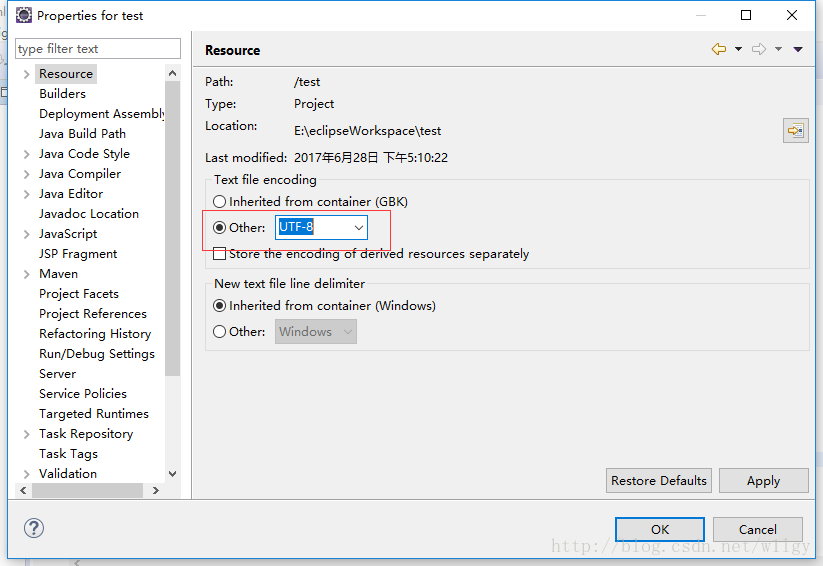 Properties for test
type filter text
Resource
Builders
Deployment Assembly
Java Build Path
Java Code Style
Java Compiler
Java Editor
Javadoc Location
JavaScript
JSP Fragment
Maven
Project Facets
Project References
Refactoring History
Run/Debug Settings
Server
Service Policies
Targeted Runtimes
Task Repository
Task Tags
Validation
Resource
Path: /test
Type: Project
Location: E:\eclipseWorkspace\test
Last modified: 2017年6月28日 下午5:10:22
Text file encoding
Inherited from container (GBK)
Other: UTF-8
Store the encoding of derived resources separately
New text file line delimiter
Inherited from container (Windows)
Other: Windows
Restore Defaults Apply
? OK Cancel